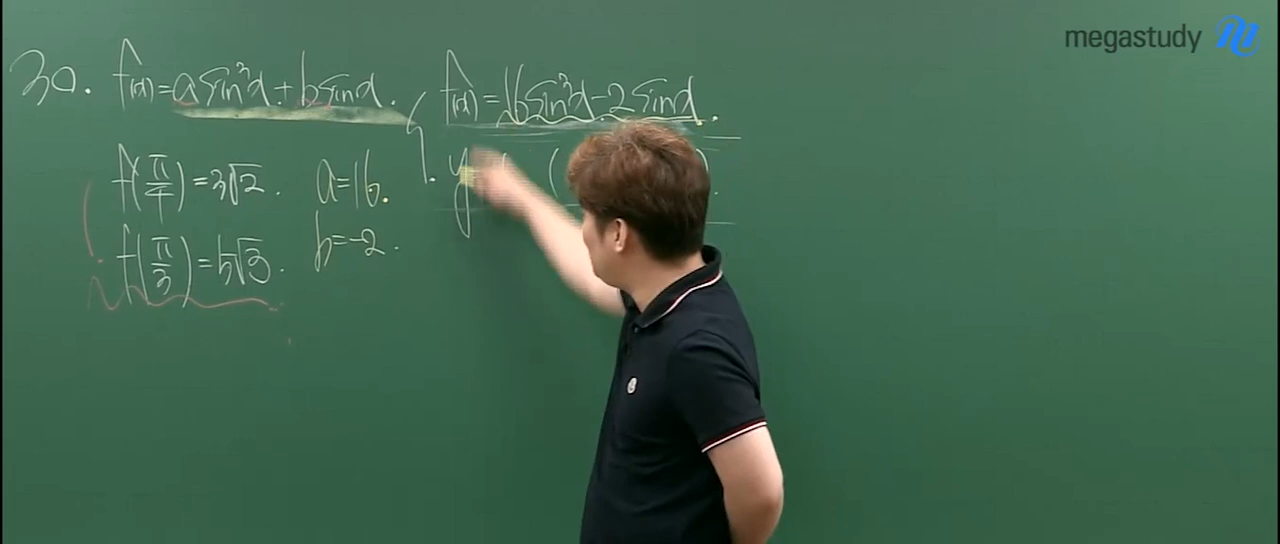 megastudy
30. f(x)=a sin³x+b sinx.
f(π/4)=3√2.
f(π/3)=5√3.
a=16.
b=-2.
f(x)=16sin³x-2sinx.
y